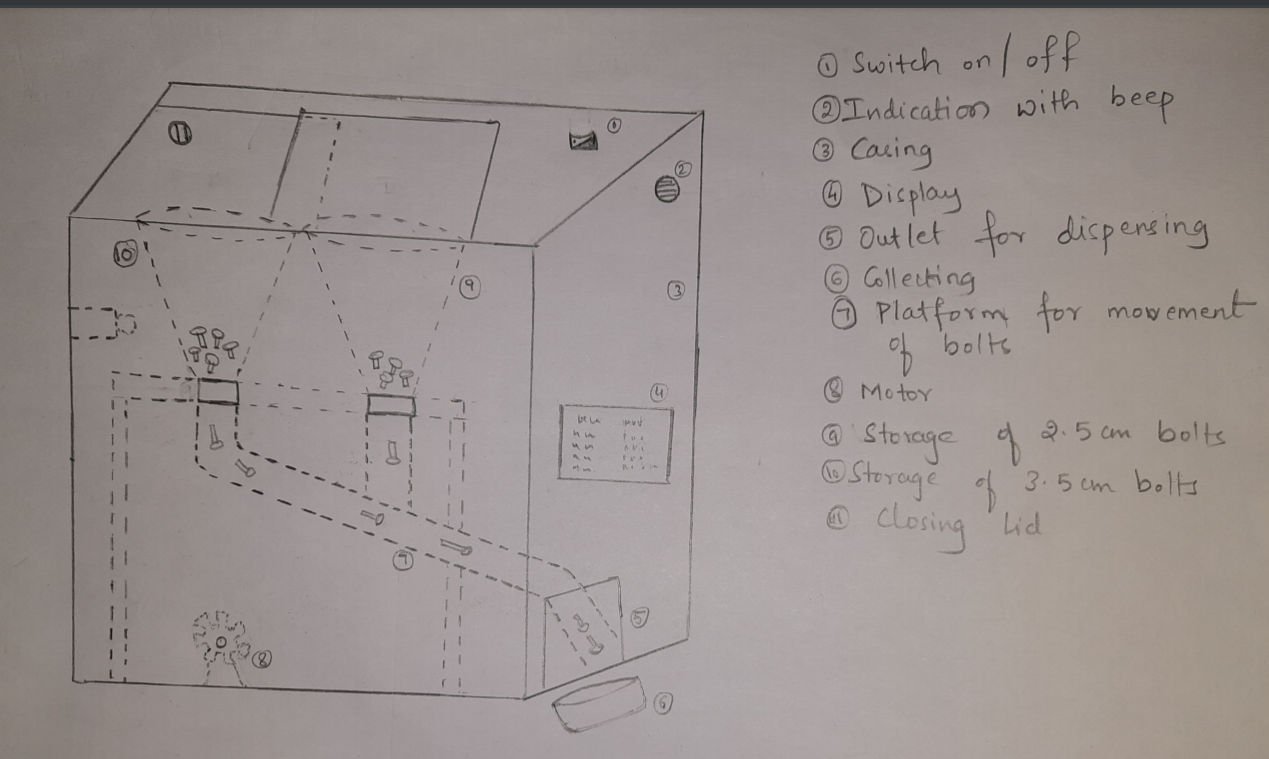 ① Switch on/off
② Indication with beep
③ Casing
④ Display
⑤ Outlet for dispensing
⑥ Collecting
⑦ Platform for movement
of bolts
⑧ Motor
⑨ Storage of 2.5 cm bolts
⑩ Storage of 3.5 cm bolts
⑪ Closing Lid
⑪
①
②
⑩
⑨
③
④
⑦
⑤
⑧
⑥